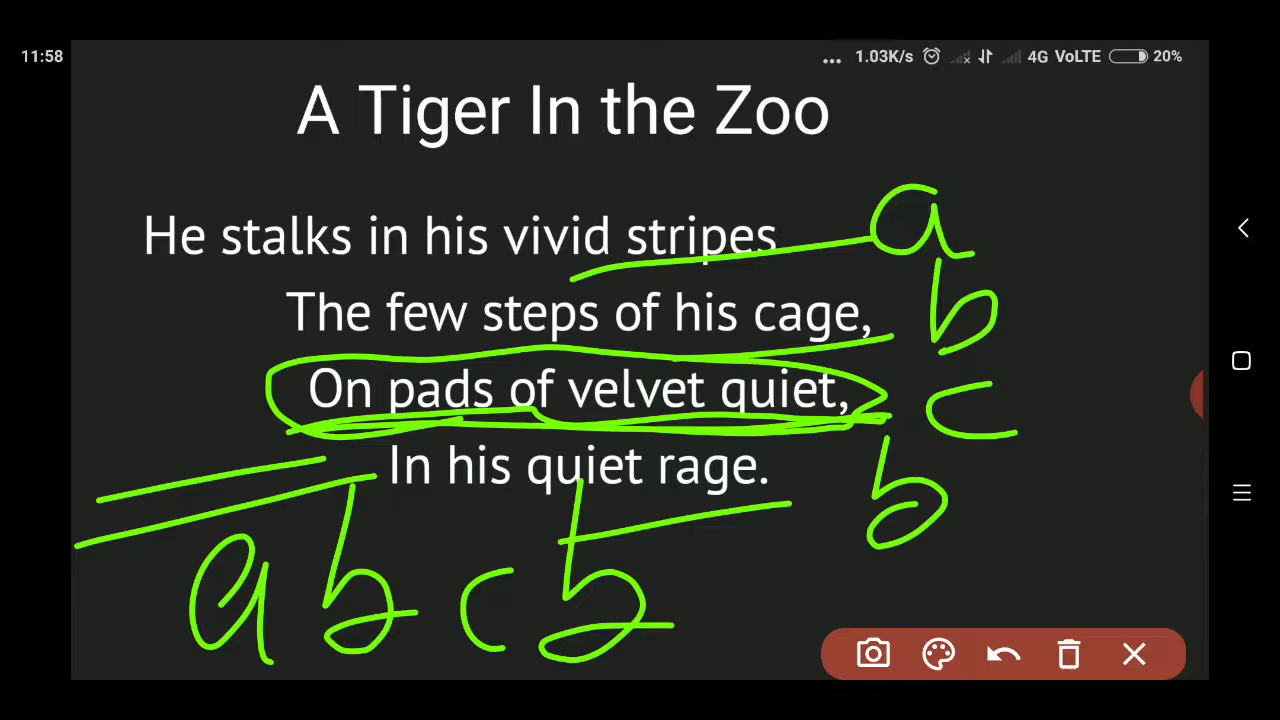 11:58 ... 1.03K/s 4G VoLTE 20%
A Tiger In the Zoo
He stalks in his vivid stripes a
The few steps of his cage, b
On pads of velvet quiet, c
In his quiet rage. b
a b c b